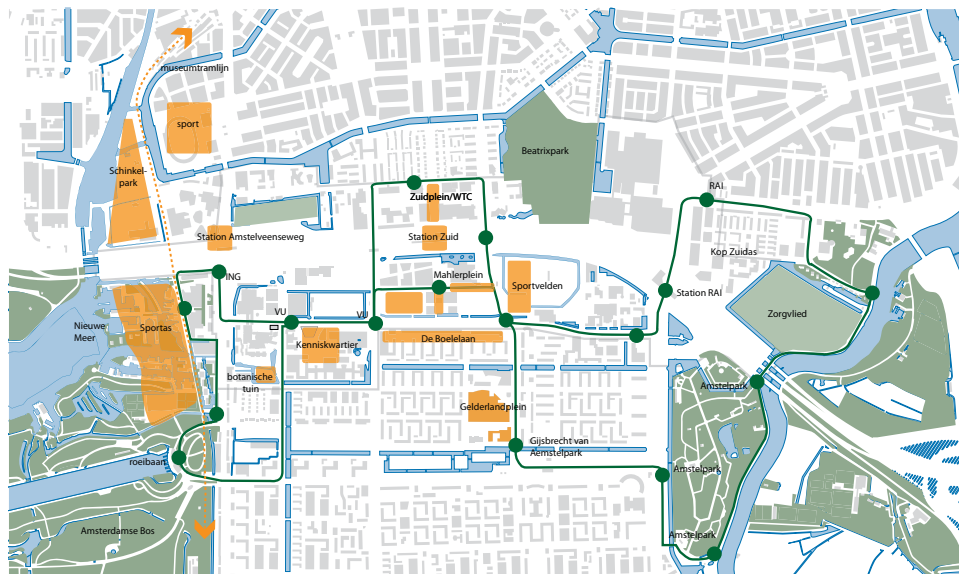 museumtramlijn
sport
Beatrixpark
Schinkel-
park
RAI
Zuidplein/WTC
Station Amstelveenseweg
Station Zuid
Kop Zuidas
ING
Mahlerplein
Sportvelden
Station RAI
Nieuwe
Meer
Sportas
VU
VU
Zorgvlied
Kenniskwartier
De Boelelaan
botanische
tuin
Amstelpark
Gelderlandplein
Gijsbrecht van
Aemstelpark
roeibaan
Amstelpark
Amsterdamse Bos
Amstelpark